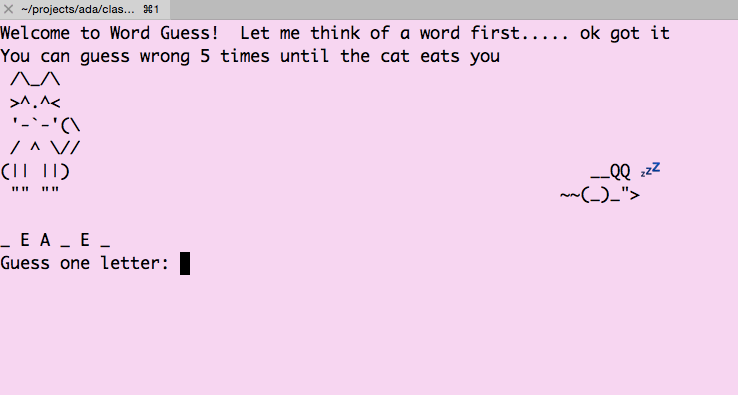 ~/projects/ada/clas... ⌘1
Welcome to Word Guess!  Let me think of a word first..... ok got it
You can guess wrong 5 times until the cat eats you
 /\_/\
 >^.^<
 '-`-'(\
 / ^ \//
(|| ||)                                                    __QQ zzZ
 "" ""                                                  ~~(_)_">
_ E A _ E _
Guess one letter: